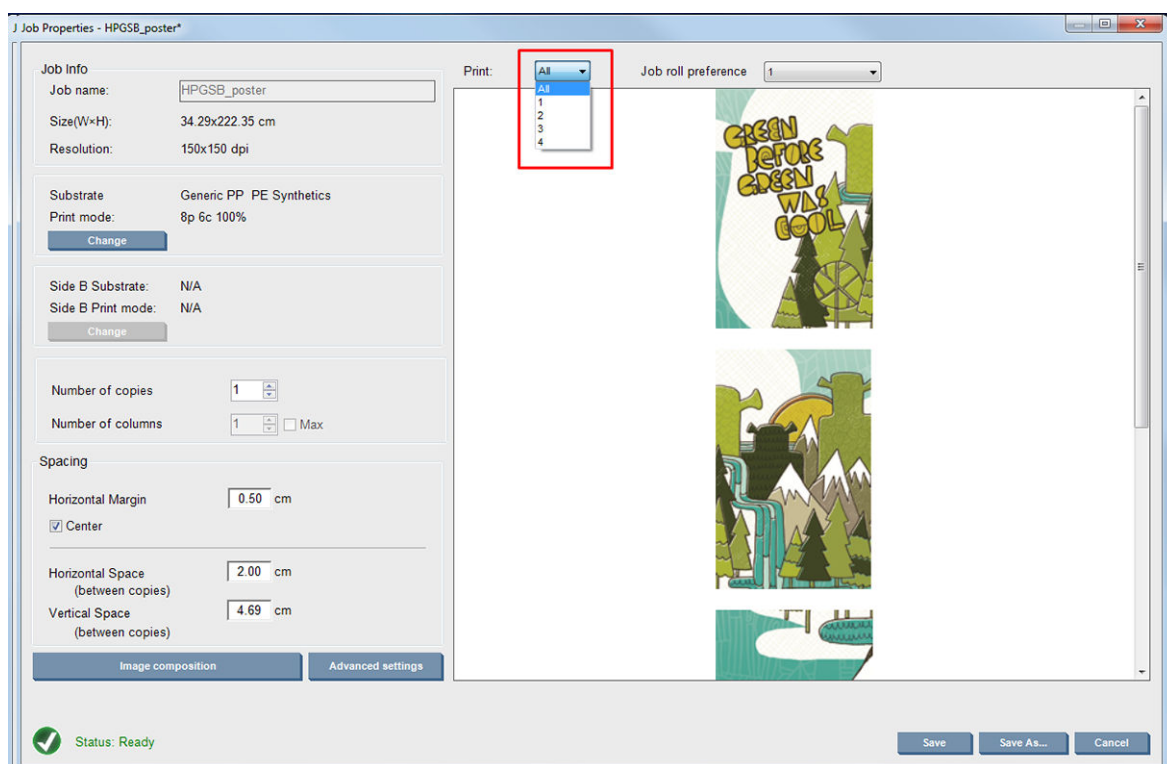 J Job Properties - HPGSB_poster*
Job Info
Job name: HPGSB_poster
Size(W×H): 34.29x222.35 cm
Resolution: 150x150 dpi
Substrate Generic PP PE Synthetics
Print mode: 8p 6c 100%
Change
Side B Substrate: N/A
Side B Print mode: N/A
Change
Number of copies 1
Number of columns 1 Max
Spacing
Horizontal Margin 0.50 cm
Center
Horizontal Space 2.00 cm
(between copies)
Vertical Space 4.69 cm
(between copies)
Image composition Advanced settings
Print: All Job roll preference 1
All
1
2
3
4
GREEN
BEFORE
GREEN
WAS
COOL
Status: Ready
Save Save As... Cancel